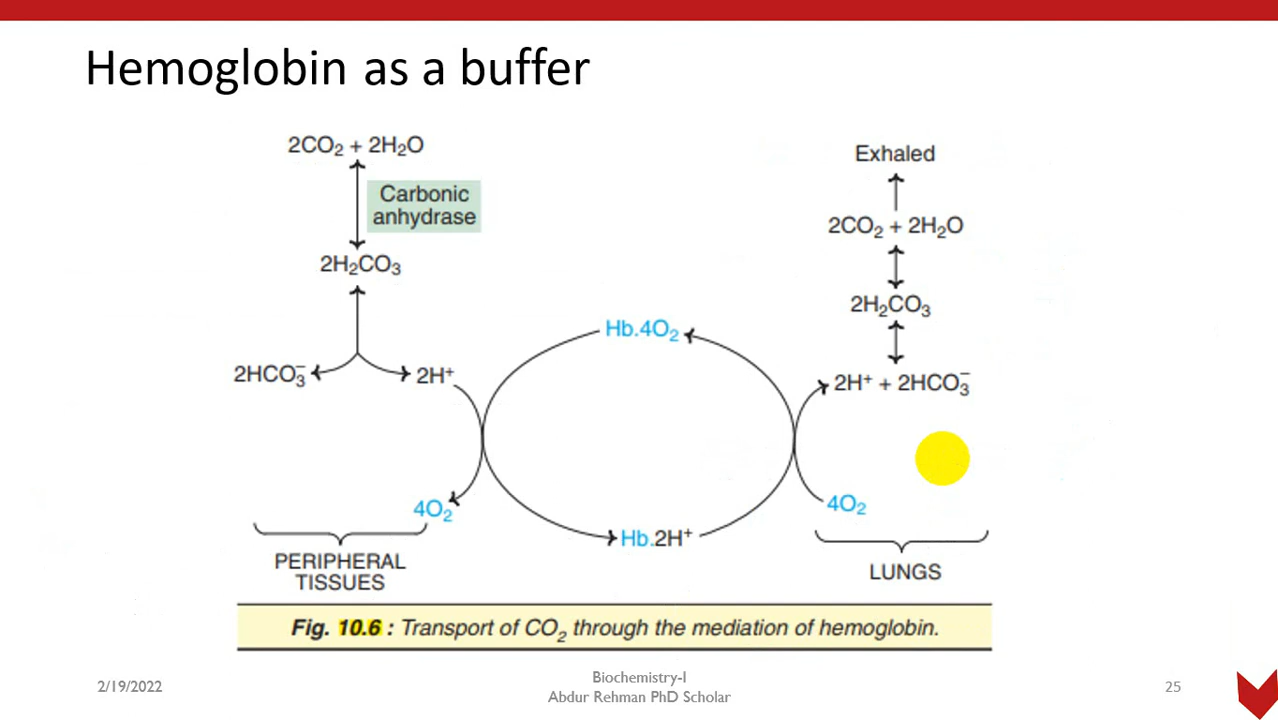 Hemoglobin as a buffer
2CO₂ + 2H₂O
Carbonic
anhydrase
2H₂CO₃
2HCO₃⁻
2H⁺
4O₂
PERIPHERAL
TISSUES
Hb.4O₂
Hb.2H⁺
Exhaled
2CO₂ + 2H₂O
2H₂CO₃
2H⁺ + 2HCO₃⁻
4O₂
LUNGS
Fig. 10.6 : Transport of CO₂ through the mediation of hemoglobin.
2/19/2022
Biochemistry-I
Abdur Rehman PhD Scholar
25